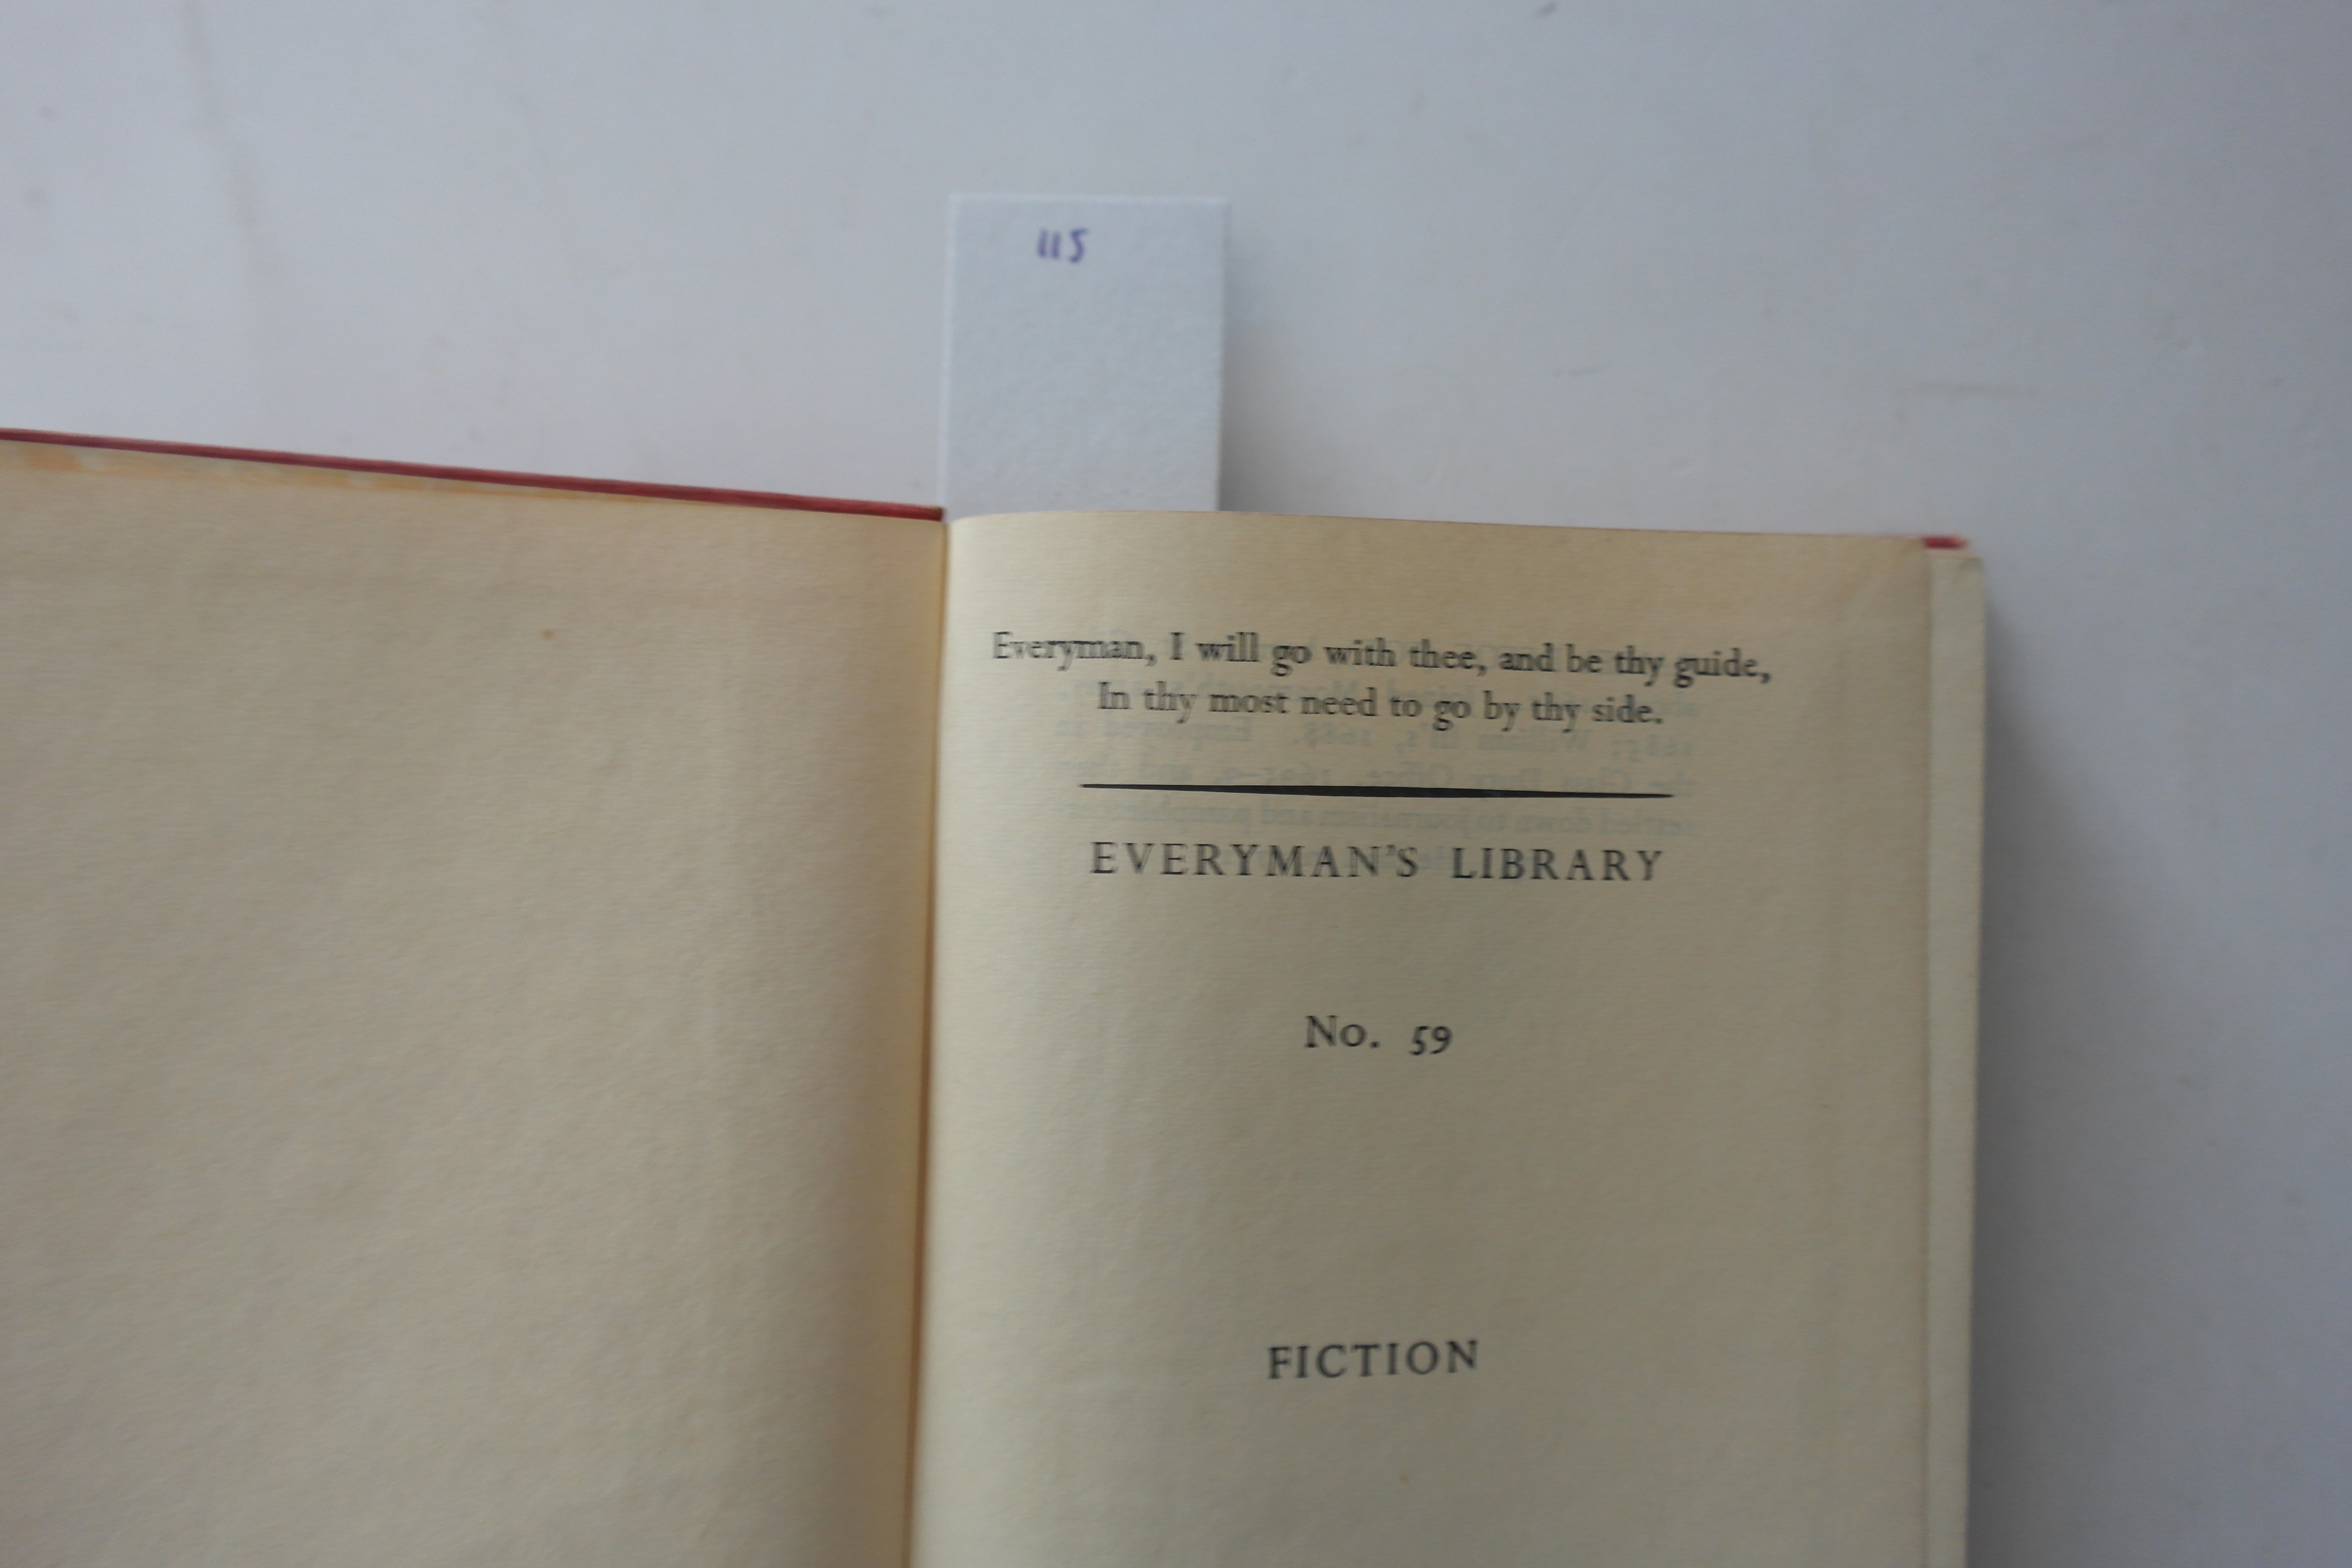 115
Everyman, I will go with thee, and be thy guide,
In thy most need to go by thy side.
EVERYMAN'S LIBRARY
No. 59
FICTION